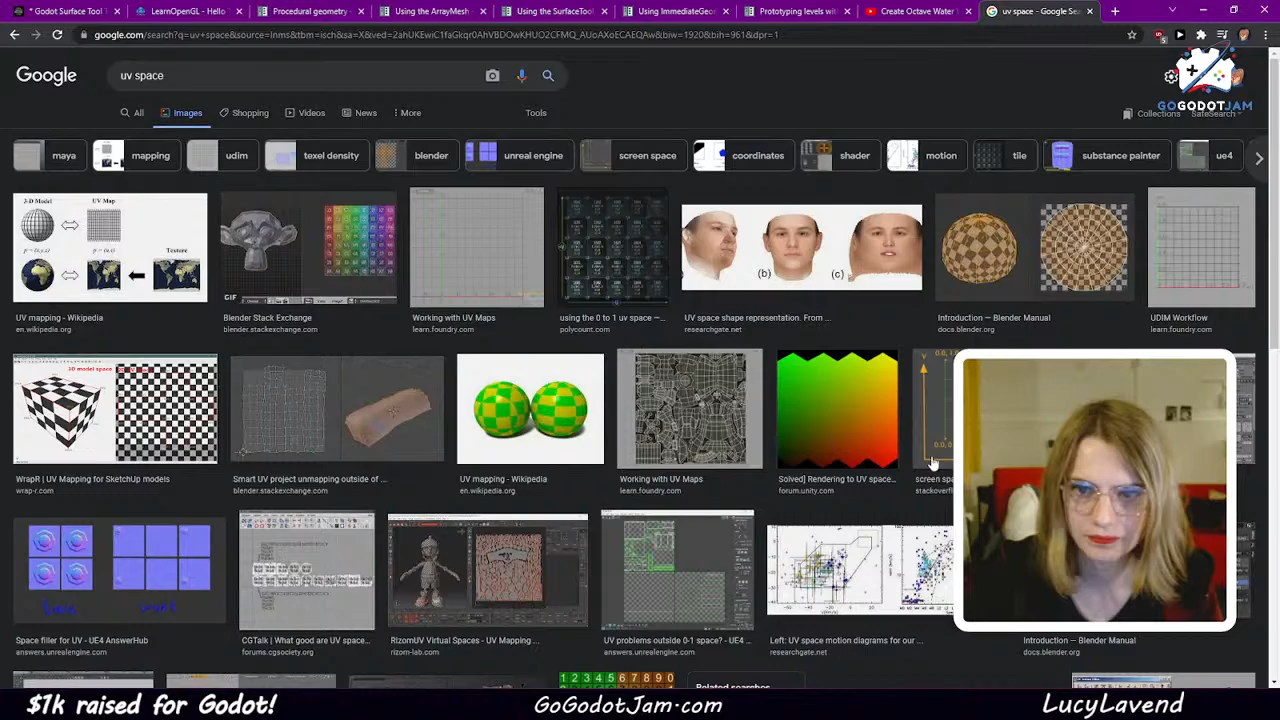 * Godot Surface Tool T
LearnOpenGL - Hello T
Procedural geometry -
Using the ArrayMesh
Using the SurfaceTool
Using ImmediateGeo
Prototyping levels wit
Create Octave Water
uv space - Google Sea
google.com/search?q=uv+space&source=lnms&tbm=isch&sa=X&ved=2ahUKEwiC1faGkqr0AhVBDOwKHUO2CFMQ_AUoAXoECAEQAw&biw=1920&bih=961&dpr=1
Google
uv space
GOGODOTJAM
All
Images
Shopping
Videos
News
More
Tools
Collections
SafeSearch
maya
mapping
udim
texel density
blender
unreal engine
screen space
coordinates
shader
motion
tile
substance painter
ue4
3-D Model
UV Map
Texture
GIF
(b)
(c)
UV mapping - Wikipedia
en.wikipedia.org
Blender Stack Exchange
blender.stackexchange.com
Working with UV Maps
learn.foundry.com
using the 0 to 1 uv space —...
polycount.com
UV space shape representation. From ...
researchgate.net
Introduction — Blender Manual
docs.blender.org
UDIM Workflow
learn.foundry.com
3D model space
WrapR | UV Mapping for SketchUp models
wrap-r.com
Smart UV project unmapping outside of ...
blender.stackexchange.com
UV mapping - Wikipedia
en.wikipedia.org
Working with UV Maps
learn.foundry.com
Solved] Rendering to UV space...
forum.unity.com
screen spa
stackoverfl
Space filler for UV - UE4 AnswerHub
answers.unrealengine.com
CGTalk | What good are UV space...
forums.cgsociety.org
RizomUV Virtual Spaces - UV Mapping ...
rizom-lab.com
UV problems outside 0-1 space? - UE4 ...
answers.unrealengine.com
Left: UV space motion diagrams for our ...
researchgate.net
Introduction — Blender Manual
docs.blender.org
1 2 3 4 5 6 7 8 9 0
Related searches
$1k raised for Godot!
GoGodotJam.com
LucyLavend